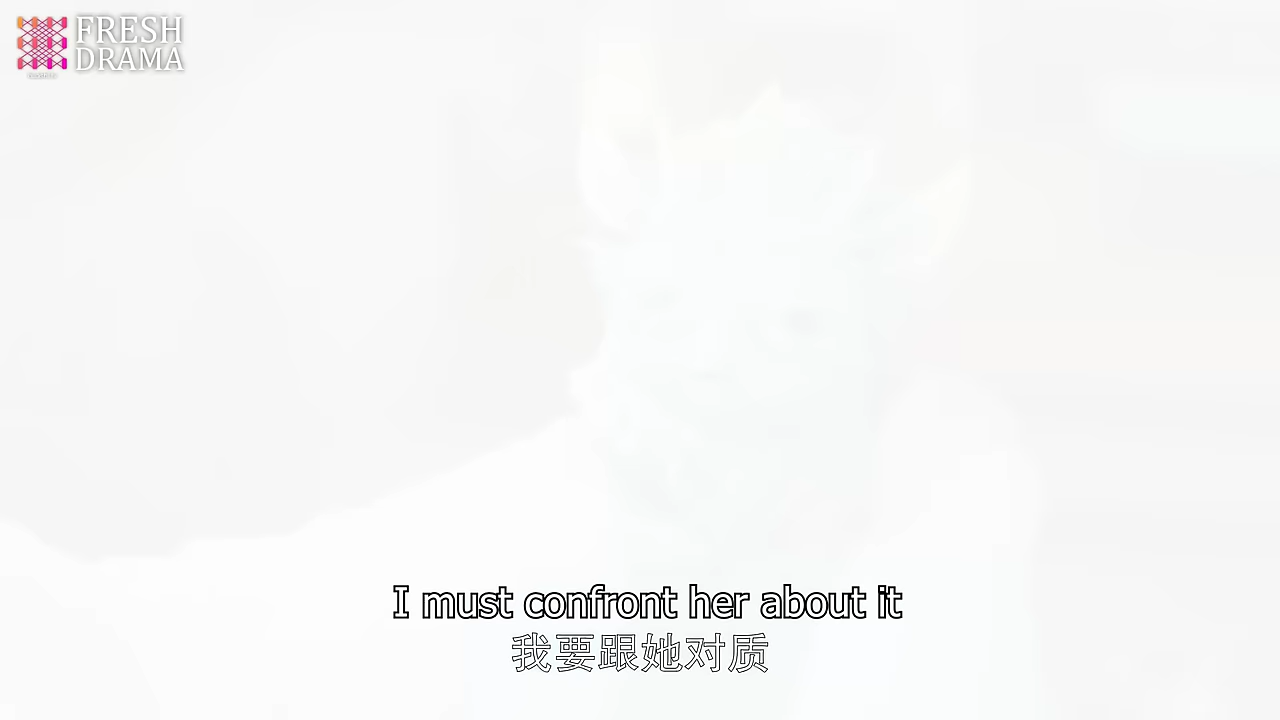 FRESH
DRAMA
I must confront her about it
我要跟她对质